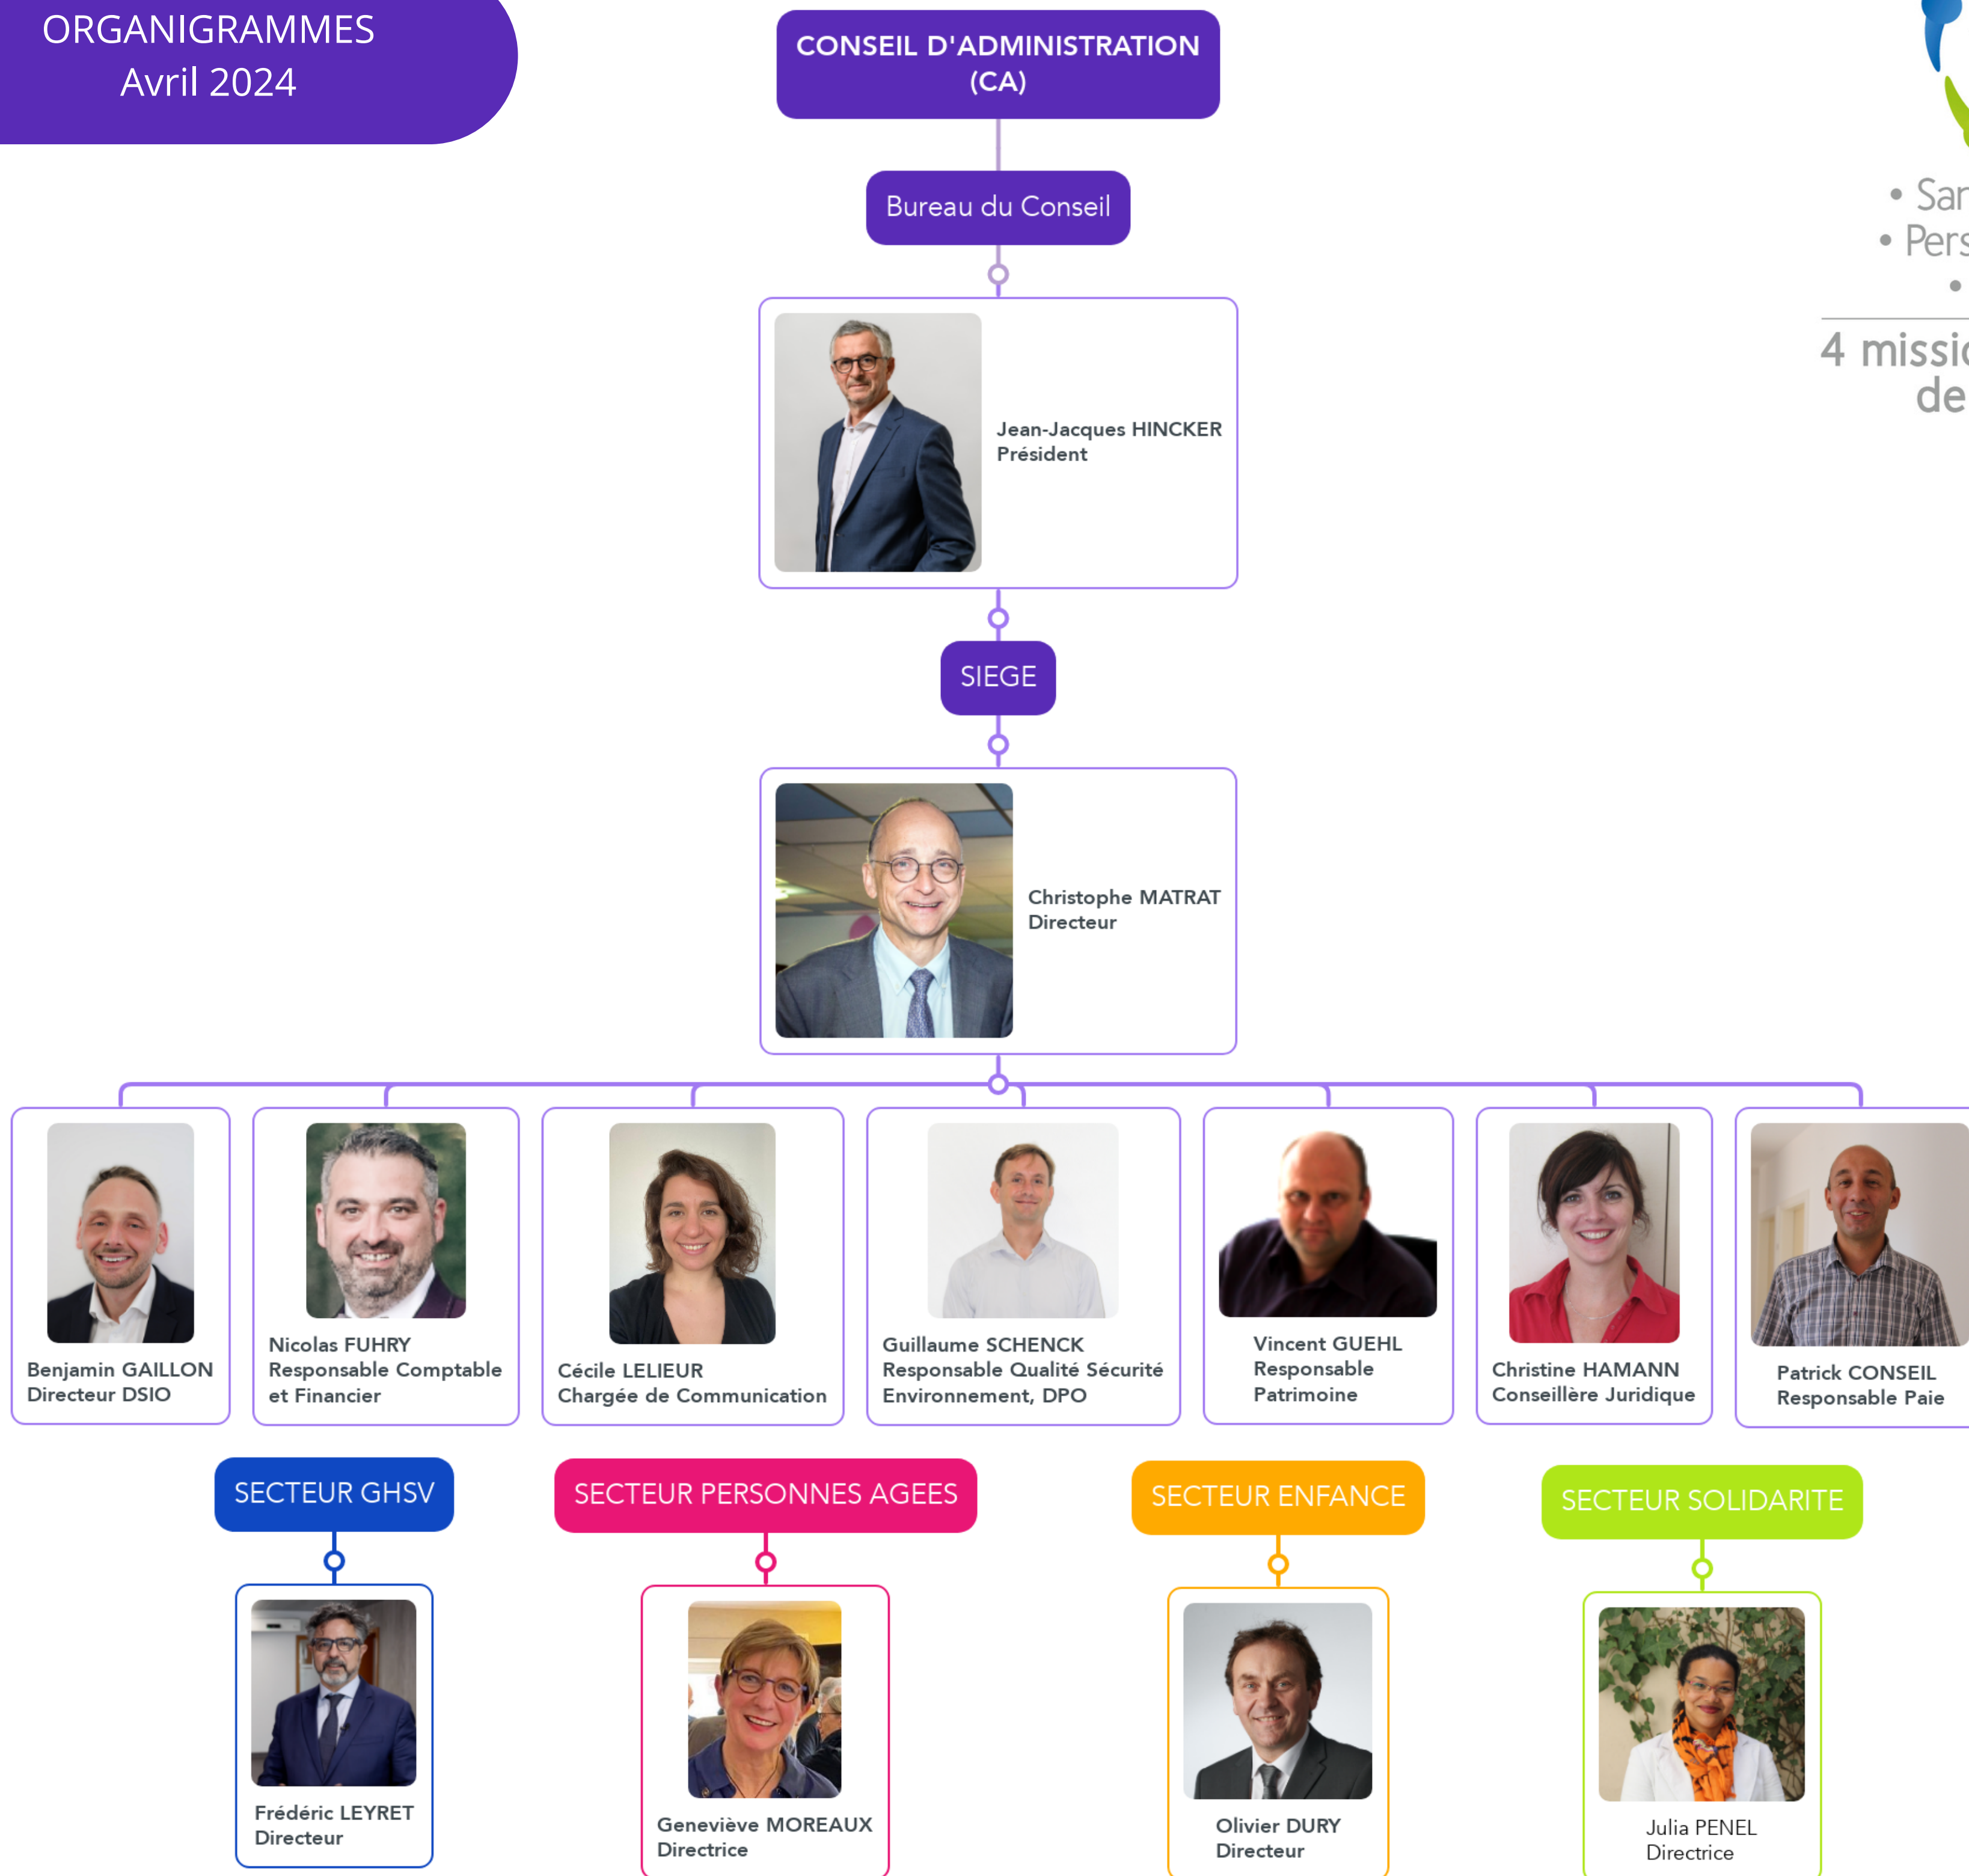 ORGANIGRAMMES
Avril 2024
CONSEIL D'ADMINISTRATION
(CA)
Bureau du Conseil
4
de
Jean-Jacques HINCKER
Président
SIEGE
Christophe MATRAT
Directeur
Benjamin GAILLON
Directeur DSIO
Nicolas FUHRY
Responsable Comptable
et Financier
Cécile LELIEUR
Chargée de Communication
Guillaume SCHENCK
Responsable Qualité Sécurité
Environnement, DPO
Vincent GUEHL
Responsable
Patrimoine
Christine HAMANN
Conseillère Juridique
Patrick CONSEIL
Responsable Paie
SECTEUR GHSV
Frédéric LEYRET
Directeur
SECTEUR PERSONNES AGEES
Geneviève MOREAUX
Directrice
SECTEUR ENFANCE
Olivier DURY
Directeur
SECTEUR SOLIDARITE
Julia PENEL
Directrice